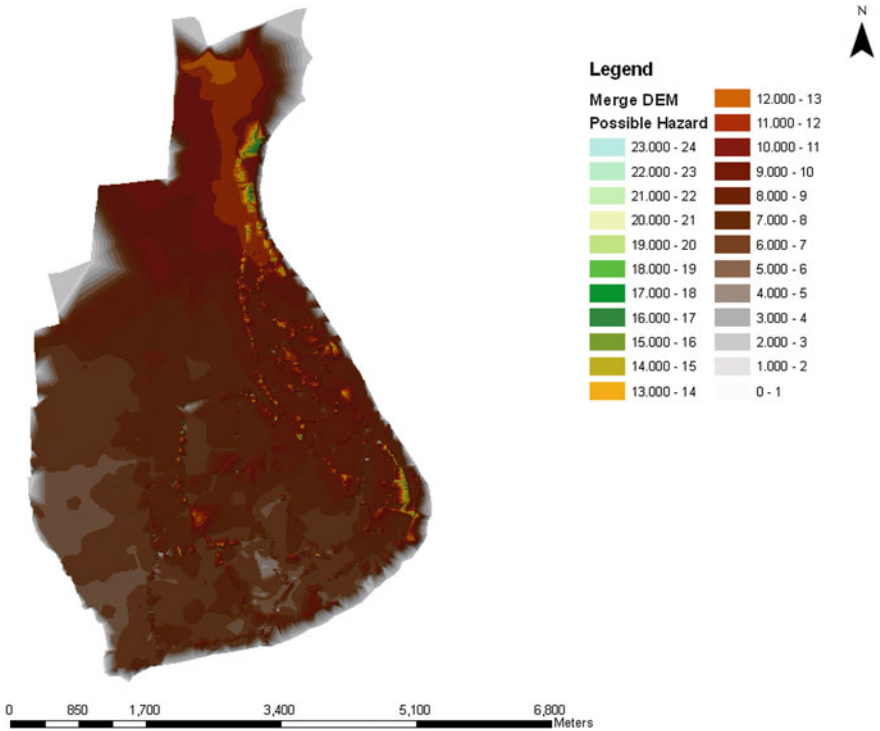 N
Legend
Merge DEM
Possible Hazard
23.000 - 24
22.000 - 23
21.000 - 22
20.000 - 21
19.000 - 20
18.000 - 19
17.000 - 18
16.000 - 17
15.000 - 16
14.000 - 15
13.000 - 14
12.000 - 13
11.000 - 12
10.000 - 11
9.000 - 10
8.000 - 9
7.000 - 8
6.000 - 7
5.000 - 6
4.000 - 5
3.000 - 4
2.000 - 3
1.000 - 2
0 - 1
0 850 1,700 3,400 5,100 6,800
Meters